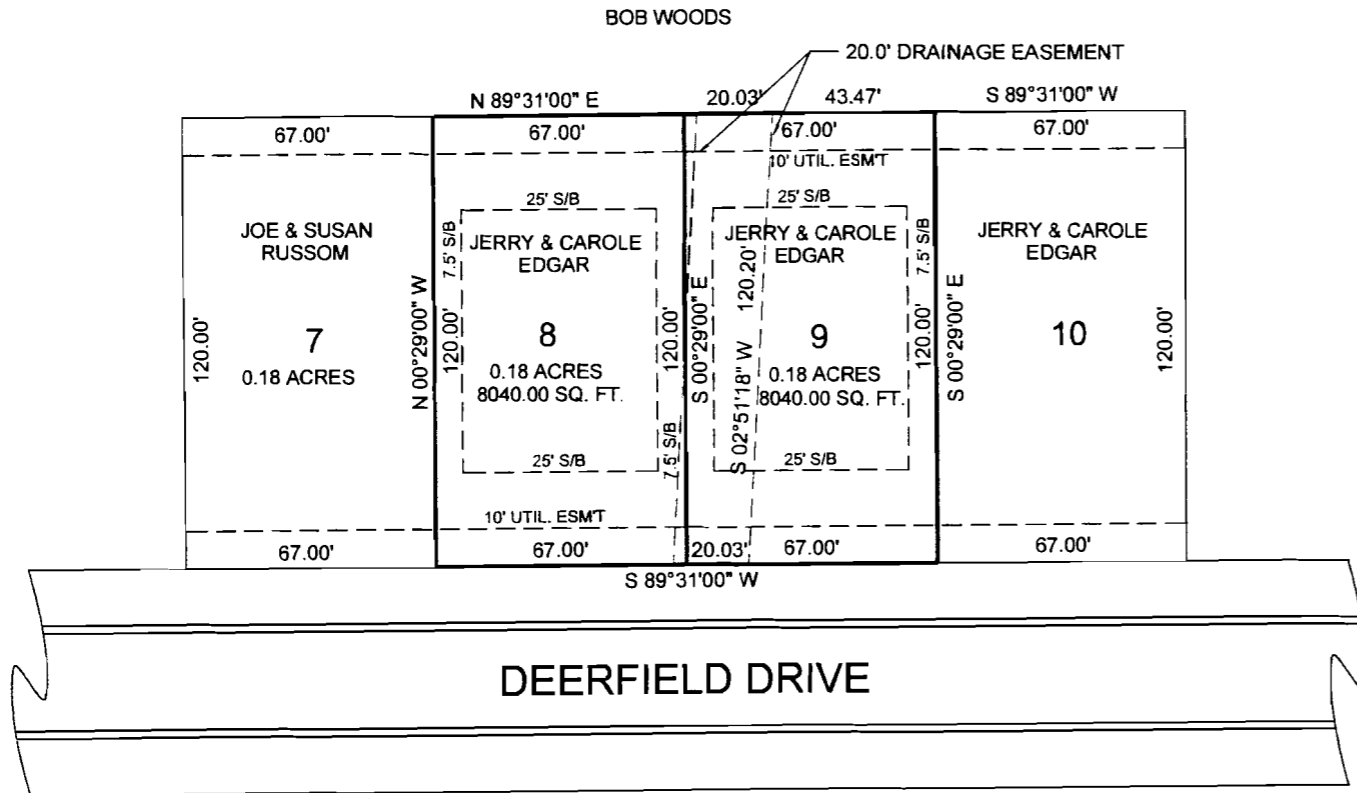 BOB WOODS
20.0' DRAINAGE EASEMENT
N 89°31'00" E
20.03'
43.47'
S 89°31'00" W
67.00'
67.00'
67.00'
67.00'
10' UTIL. ESM'T
25' S/B
25' S/B
JOE & SUSAN
RUSSOM
7.5' S/B
JERRY & CAROLE
EDGAR
JERRY & CAROLE
EDGAR
7.5' S/B
JERRY & CAROLE
EDGAR
120.00'
7
0.18 ACRES
N 00°29'00" W
120.00'
8
0.18 ACRES
8040.00 SQ. FT.
120.00'
S 00°29'00" E
S 02°51'18" W 120.20'
9
0.18 ACRES
8040.00 SQ. FT.
120.00'
S 00°29'00" E
10
120.00'
25' S/B
7.5' S/B
25' S/B
10' UTIL. ESM'T
67.00'
67.00'
20.03'
67.00'
67.00'
S 89°31'00" W
DEERFIELD DRIVE